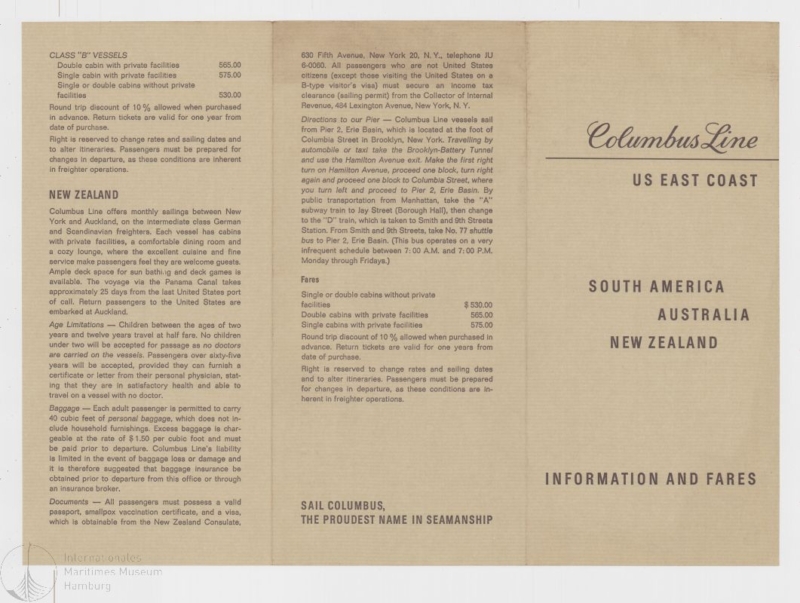 CLASS "B" VESSELS
Double cabin with private facilities 565.00
Single cabin with private facilities 575.00
Single or double cabins without private
facilities 530.00
Round trip discount of 10 % allowed when purchased
in advance. Return tickets are valid for one year from
date of purchase.
Right is reserved to change rates and sailing dates and
to alter itineraries. Passengers must be prepared for
changes in departure, as these conditions are inherent
in freighter operations.
NEW ZEALAND
Columbus Line offers monthly sailings between New
York and Auckland, on the intermediate class German
and Scandinavian freighters. Each vessel has cabins
with private facilities, a comfortable dining room and
a cozy lounge, where the excellent cuisine and fine
service make passengers feel they are welcome guests.
Ample deck space for sun bathing and deck games is
available. The voyage via the Panama Canal takes
approximately 25 days from the last United States port
of call. Return passengers to the United States are
embarked at Auckland.
Age Limitations — Children between the ages of two
years and twelve years travel at half fare. No children
under two will be accepted for passage as no doctors
are carried on the vessels. Passengers over sixty-five
years will be accepted, provided they can furnish a
certificate or letter from their personal physician, stat-
ing that they are in satisfactory health and able to
travel on a vessel with no doctor.
Baggage — Each adult passenger is permitted to carry
40 cubic feet of personal baggage, which does not in-
clude household furnishings. Excess baggage is char-
geable at the rate of $ 1.50 per cubic foot and must
be paid prior to departure. Columbus Line's liability
is limited in the event of baggage loss or damage and
it is therefore suggested that baggage insurance be
obtained prior to departure from this office or through
an insurance broker.
Documents — All passengers must possess a valid
passport, smallpox vaccination certificate, and a visa,
which is obtainable from the New Zealand Consulate,
630 Fifth Avenue, New York 20, N. Y., telephone JU
6-0060. All passengers who are not United States
citizens (except those visiting the United States on a
B-type visitor's visa) must secure an income tax
clearance (sailing permit) from the Collector of Internal
Revenue, 484 Lexington Avenue, New York, N. Y.
Directions to our Pier — Columbus Line vessels sail
from Pier 2, Erie Basin, which is located at the foot of
Columbia Street in Brooklyn, New York. Travelling by
automobile or taxi take the Brooklyn-Battery Tunnel
and use the Hamilton Avenue exit. Make the first right
turn on Hamilton Avenue, proceed one block, turn right
again and proceed one block to Columbia Street, where
you turn left and proceed to Pier 2, Erie Basin. By
public transportation from Manhattan, take the "A"
subway train to Jay Street (Borough Hall), then change
to the "D" train, which is taken to Smith and 9th Streets
Station. From Smith and 9th Streets, take No. 77 shuttle
bus to Pier 2, Erie Basin. (This bus operates on a very
infrequent schedule between 7:00 A.M. and 7:00 P.M.
Monday through Fridays.)
Fares
Single or double cabins without private
facilities $ 530.00
Double cabins with private facilities 565.00
Single cabins with private facilities 575.00
Round trip discount of 10 % allowed when purchased in
advance. Return tickets are valid for one years from
date of purchase.
Right is reserved to change rates and sailing dates
and to alter itineraries. Passengers must be prepared
for changes in departure, as these conditions are in-
herent in freighter operations.
SAIL COLUMBUS,
THE PROUDEST NAME IN SEAMANSHIP
Columbus Line
US EAST COAST
SOUTH AMERICA
AUSTRALIA
NEW ZEALAND
INFORMATION AND FARES
Internationales
Maritimes Museum
Hamburg